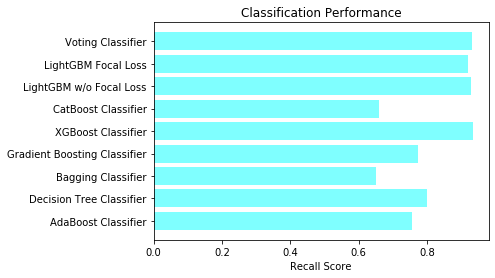 Classification Performance
Voting Classifier
LightGBM Focal Loss
LightGBM w/o Focal Loss
CatBoost Classifier
XGBoost Classifier
Gradient Boosting Classifier
Bagging Classifier
Decision Tree Classifier
AdaBoost Classifier
0.0 0.2 0.4 0.6 0.8
Recall Score